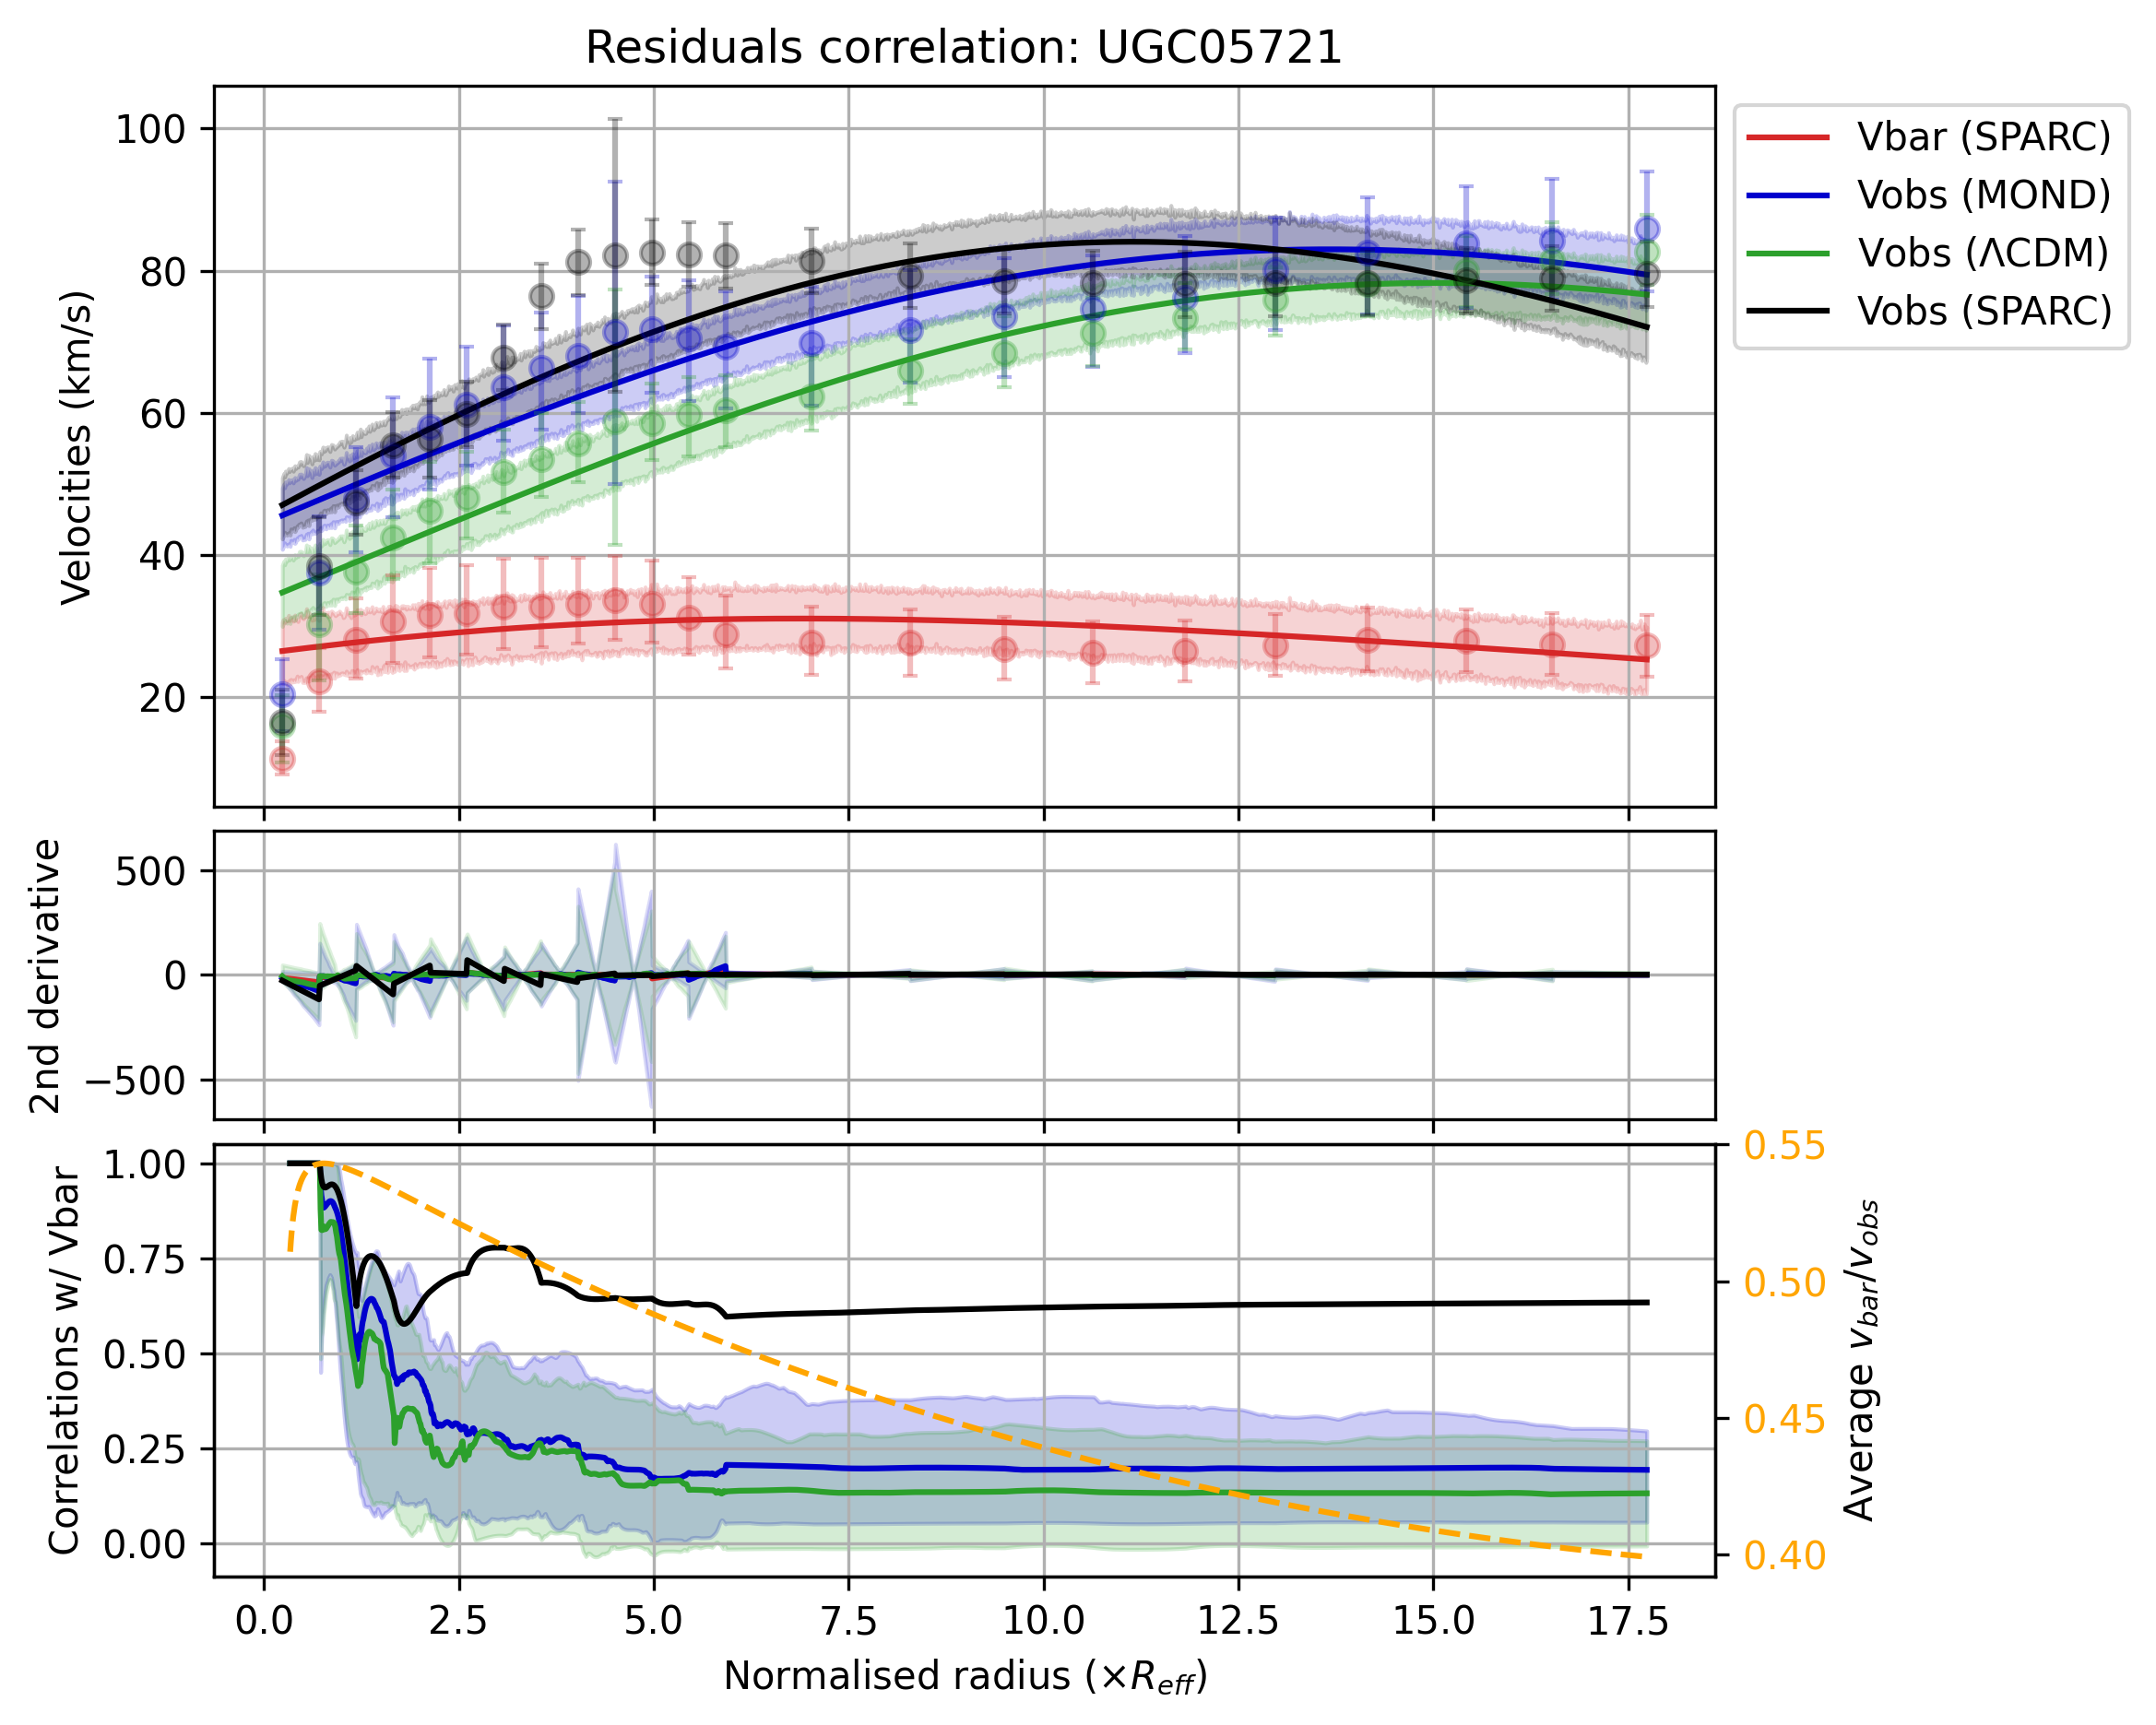 Residuals correlation: UGC05721
Velocities (km/s)
100
80
60
40
20
Vbar (SPARC)
Vobs (MOND)
Vobs (ΛCDM)
Vobs (SPARC)
2nd derivative
500
0
−500
Correlations w/ Vbar
1.00
0.75
0.50
0.25
0.00
0.55
0.50
0.45
0.40
Average v_bar/v_obs
0.0 2.5 5.0 7.5 10.0 12.5 15.0 17.5
Normalised radius (×R_eff)